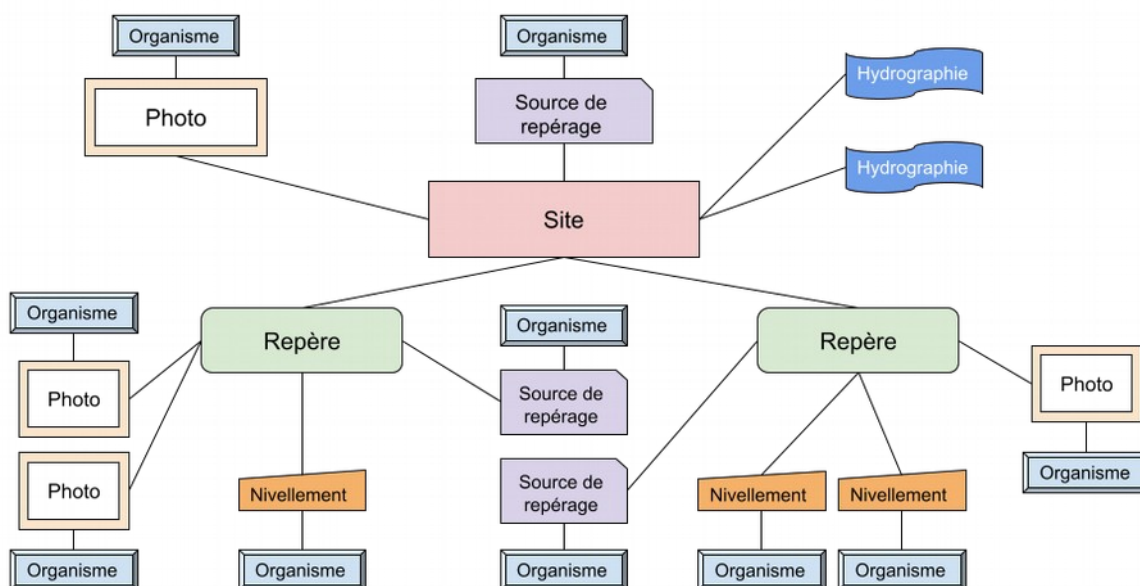 Organisme
Organisme
Photo
Source de
repérage
Hydrographie
Hydrographie
Site
Organisme
Organisme
Repère
Repère
Photo
Source de
repérage
Photo
Photo
Source de
repérage
Nivellement
Nivellement
Nivellement
Organisme
Organisme
Organisme
Organisme
Organisme
Organisme